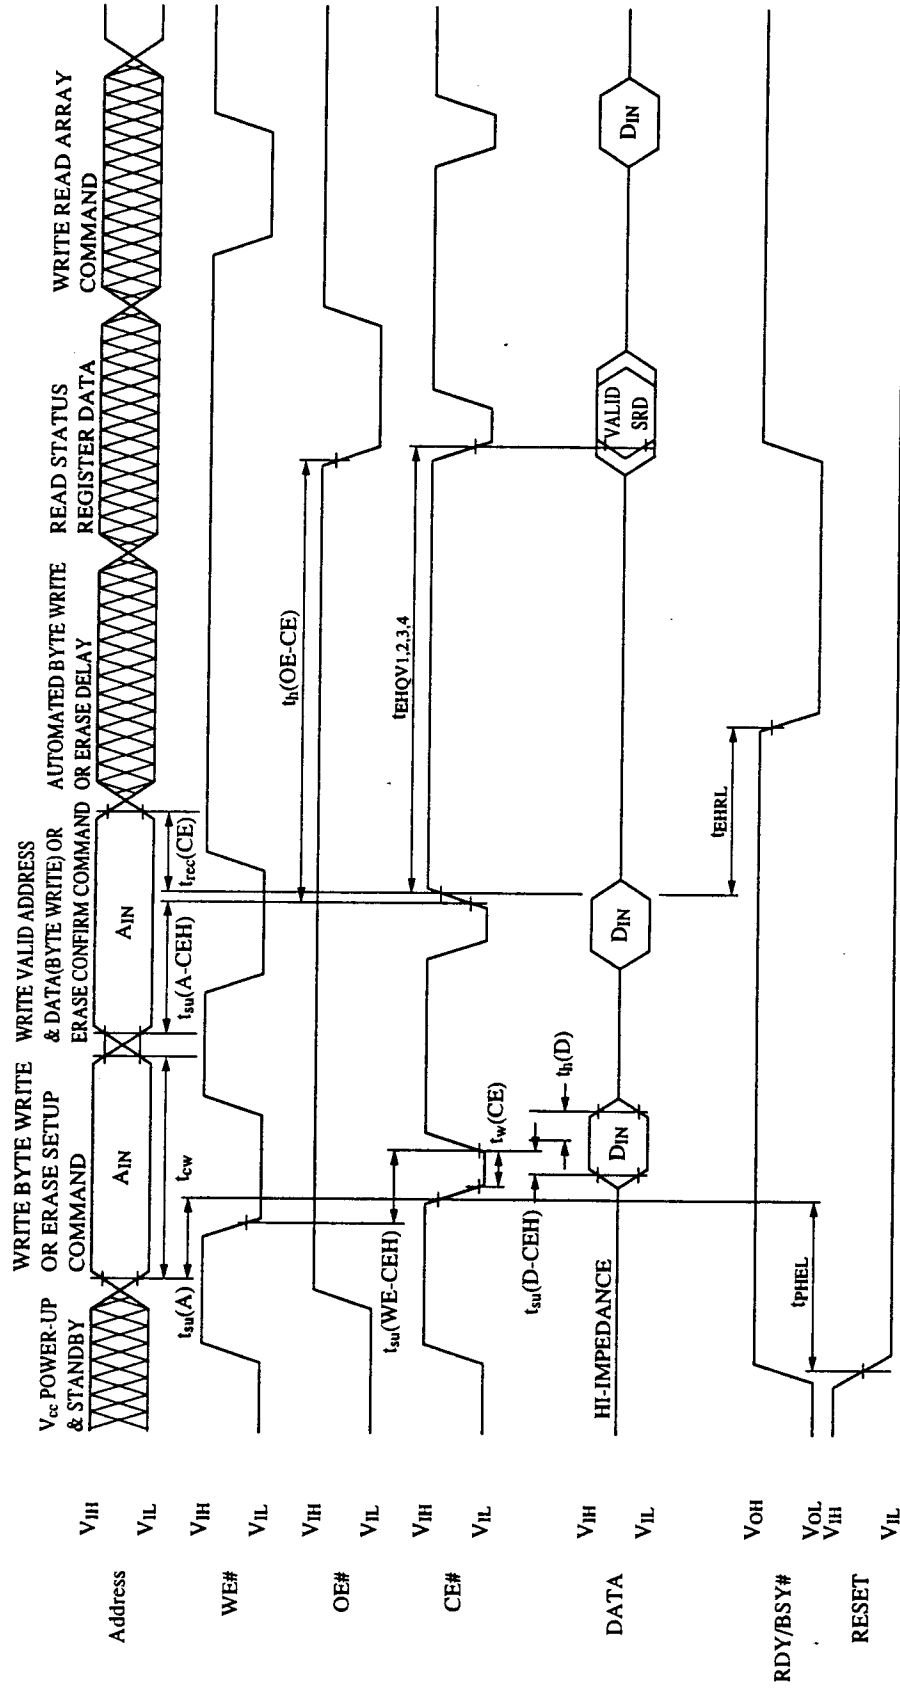 Vcc POWER-UP
& STANDBY
WRITE BYTE WRITE
OR ERASE SETUP
COMMAND
WRITE VALID ADDRESS
& DATA(BYTE WRITE) OR
ERASE CONFIRM COMMAND
AUTOMATED BYTE WRITE
OR ERASE DELAY
READ STATUS
REGISTER DATA
WRITE READ ARRAY
COMMAND
Address
VIH
VIL
AIN
AIN
tsu(A)
tcw
tsu(A-CEH)
trec(CE)
WE#
VIH
VIL
OE#
VIH
VIL
th(OE-CE)
tsu(WE-CEH)
CE#
VIH
VIL
tEHQV1,2,3,4
tw(CE)
tsu(D-CEH)
th(D)
DATA
VIH
VIL
HI-IMPEDANCE
DIN
DIN
VALID
SRD
DIN
tEHRL
RDY/BSY#
VOH
VOL
tPHEL
RESET
VIH
VIL